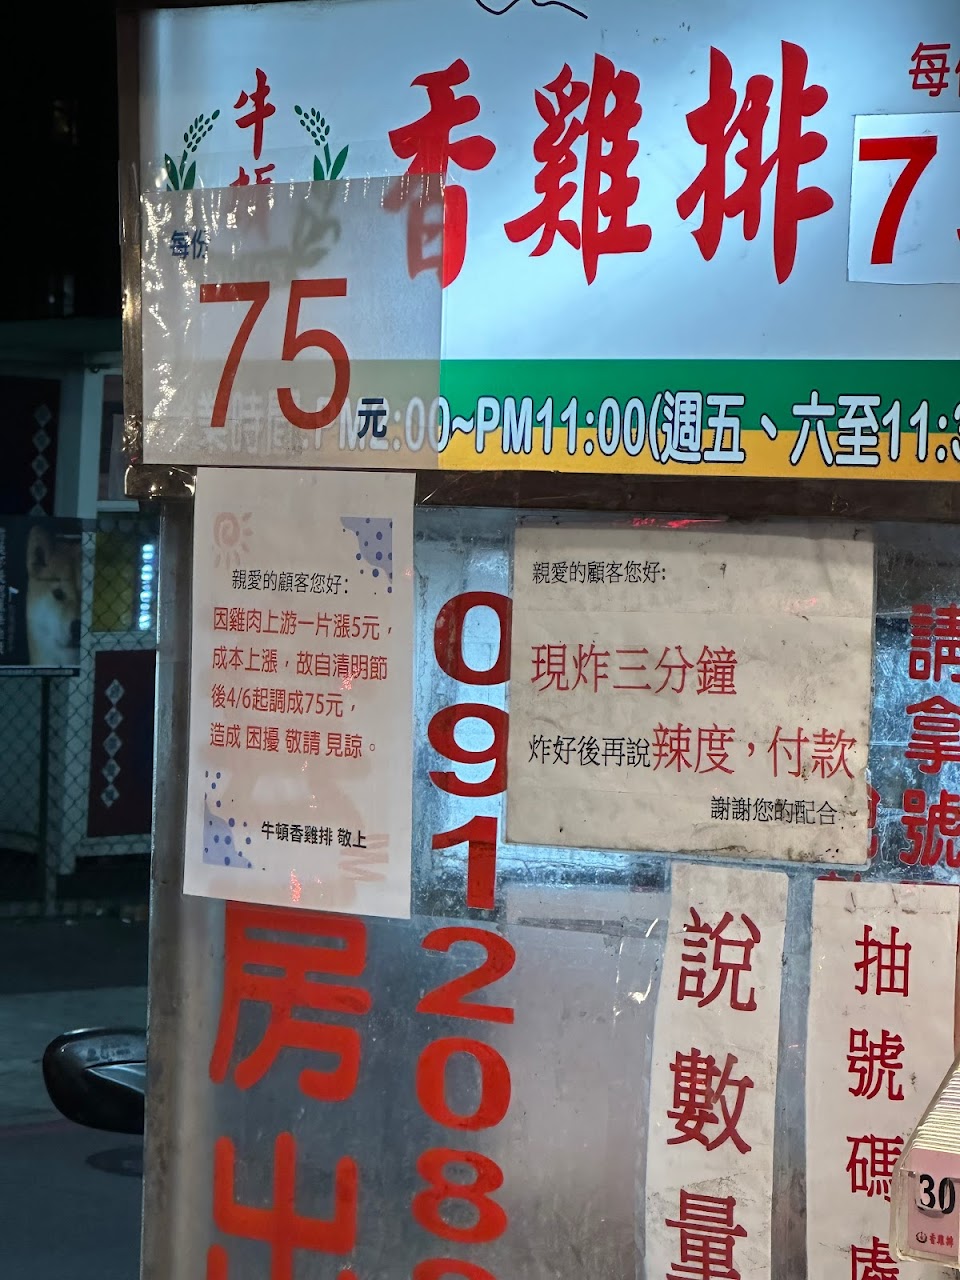 牛
香雞排
每
7
每份
75
元
業時間:PM2:00~PM11:00(週五、六至11:3
親愛的顧客您好:
因雞肉上游一片漲5元,
成本上漲,故自清明節
後4/6起調成75元,
造成 困擾 敬請 見諒。
牛頓香雞排 敬上
親愛的顧客您好:
現炸三分鐘
炸好後再說辣度,付款
謝謝您的配合
請拿號
091208
房出
說數量
抽號碼處
30
香雞排